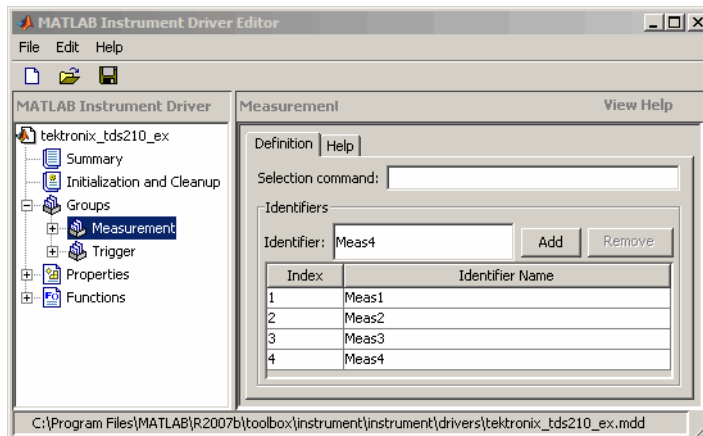 MATLAB Instrument Driver Editor
File Edit Help
MATLAB Instrument Driver
tektronix_tds210_ex
Summary
Initialization and Cleanup
Groups
Measurement
Trigger
Properties
Functions
Measurement View Help
Definition Help
Selection command:
Identifiers
Identifier: Meas4 Add Remove
Index Identifier Name
1 Meas1
2 Meas2
3 Meas3
4 Meas4
C:\Program Files\MATLAB\R2007b\toolbox\instrument\instrument\drivers\tektronix_tds210_ex.mdd